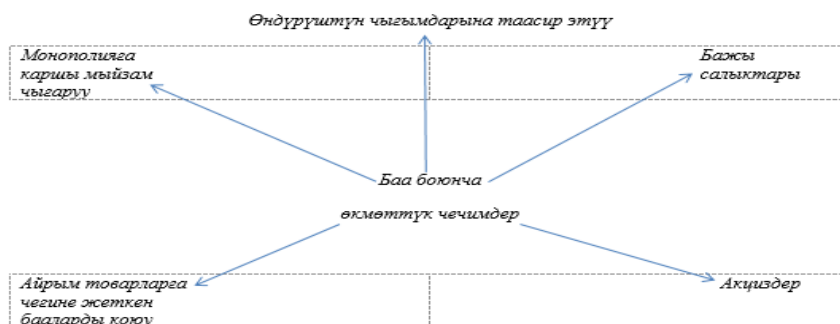 Өндүрүштүн чыгымдарына таасир этүү
Монополияга
каршы мыйзам
чыгаруу
Бажы
салыктары
Баа боюнча
өкмөттүк чечимдер
Айрым товарларга
чегине жеткен
бааларды коюу
Акциздер